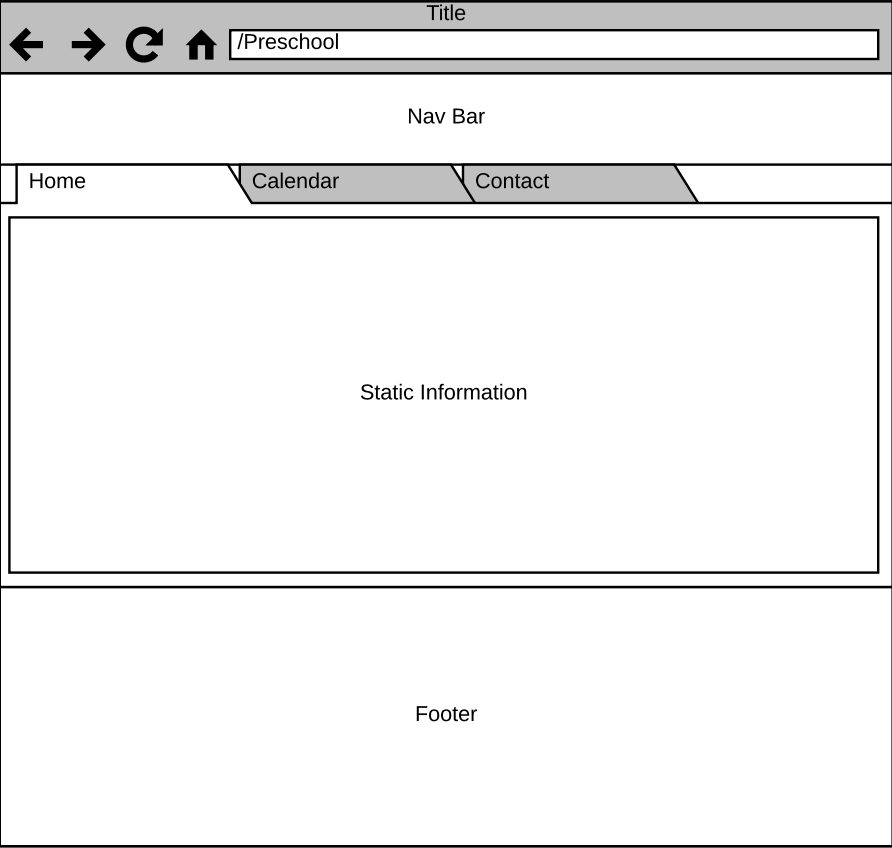 Title
/Preschool
Nav Bar
Home
Calendar
Contact
Static Information
Footer